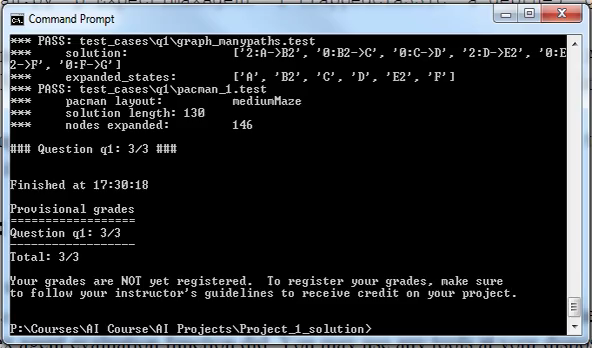 Command Prompt
*** PASS: test_cases\q1\graph_manypaths.test
***     solution:               ['2:A->B2', '0:B2->C', '0:C->D', '2:D->E2', '0:E
2->F', '0:F->G']
***     expanded_states:        ['A', 'B2', 'C', 'D', 'E2', 'F']
*** PASS: test_cases\q1\pacman_1.test
***     pacman layout:          mediumMaze
***     solution length: 130
***     nodes expanded:         146
### Question q1: 3/3 ###
Finished at 17:30:18
Provisional grades
==================
Question q1: 3/3
------------------
Total: 3/3
Your grades are NOT yet registered.  To register your grades, make sure
to follow your instructor's guidelines to receive credit on your project.
P:\Courses\AI Course\AI Projects\Project_1_solution>